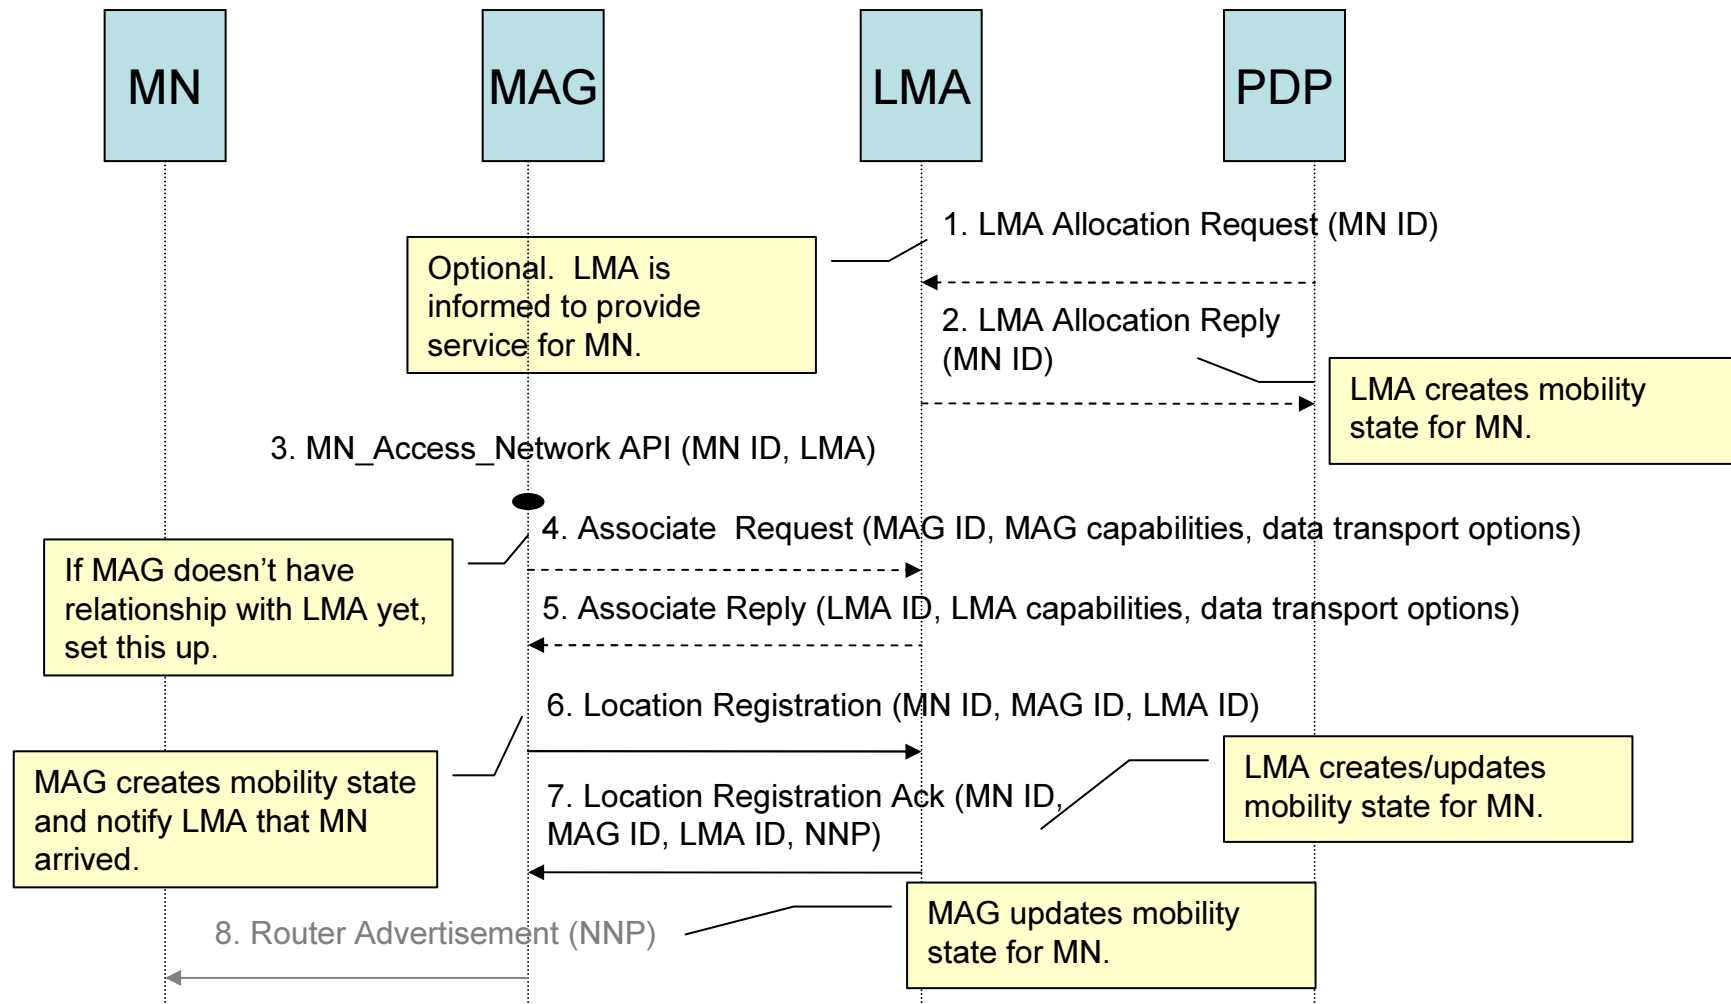 MN
MAG
LMA
PDP
1. LMA Allocation Request (MN ID)
Optional.  LMA is
informed to provide
service for MN.
2. LMA Allocation Reply
(MN ID)
LMA creates mobility
state for MN.
3. MN_Access_Network API (MN ID, LMA)
4. Associate  Request (MAG ID, MAG capabilities, data transport options)
If MAG doesn’t have
relationship with LMA yet,
set this up.
5. Associate Reply (LMA ID, LMA capabilities, data transport options)
6. Location Registration (MN ID, MAG ID, LMA ID)
MAG creates mobility state
and notify LMA that MN
arrived.
LMA creates/updates
mobility state for MN.
7. Location Registration Ack (MN ID,
MAG ID, LMA ID, NNP)
8. Router Advertisement (NNP)
MAG updates mobility
state for MN.